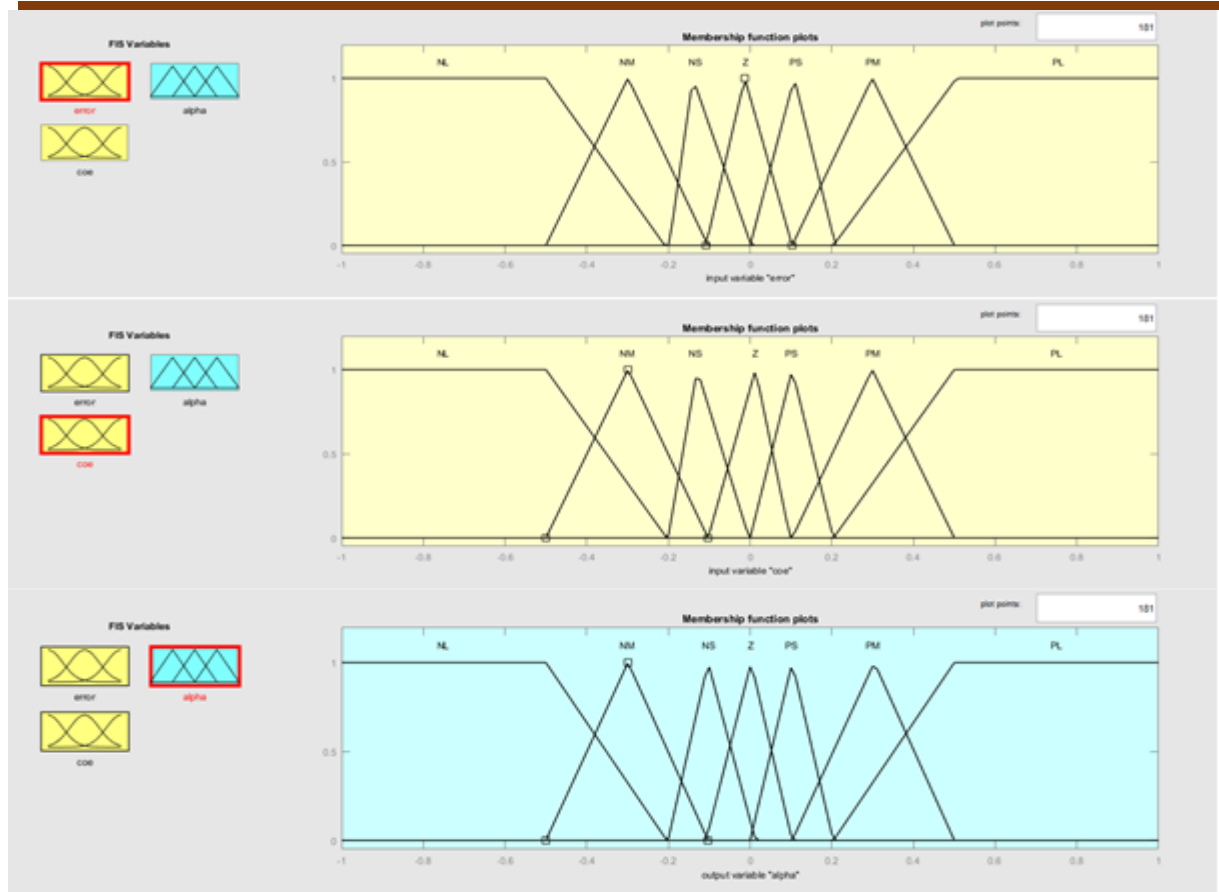 plot points: 181
FIS Variables
Membership function plots
NL NM NS Z PS PM PL
error alpha
coe
1
0.5
0
-1 -0.8 -0.6 -0.4 -0.2 0 0.2 0.4 0.6 0.8 1
input variable "error"
plot points: 181
FIS Variables
Membership function plots
NL NM NS Z PS PM PL
error alpha
coe
1
0.5
0
-1 -0.8 -0.6 -0.4 -0.2 0 0.2 0.4 0.6 0.8 1
input variable "coe"
plot points: 181
FIS Variables
Membership function plots
NL NM NS Z PS PM PL
error alpha
coe
1
0.5
0
-1 -0.8 -0.6 -0.4 -0.2 0 0.2 0.4 0.6 0.8 1
output variable "alpha"